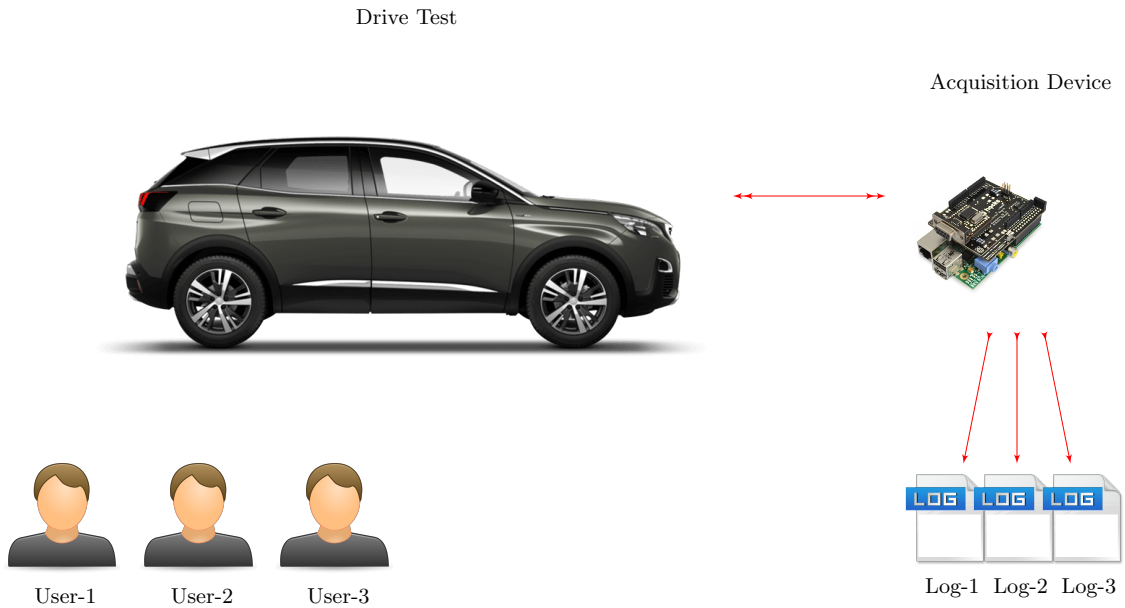 Drive Test
Acquisition Device
LOG LOG LOG
User-1 User-2 User-3
Log-1 Log-2 Log-3